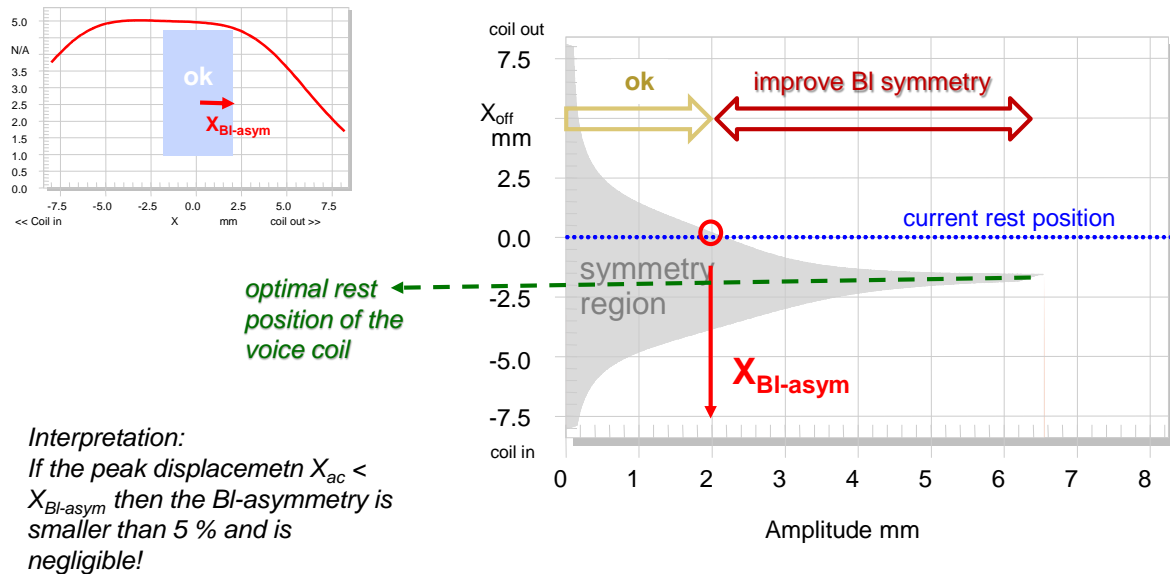 5.0
N/A
3.5
3.0
2.5
2.0
1.5
1.0
0.5
0.0
ok
X Bl-asym
-7.5 -5.0 -2.5 0.0 2.5 5.0 7.5
<< Coil in X mm coil out >>
coil out
7.5
X off
mm
2.5
0.0
-2.5
-5.0
-7.5
coil in
ok
improve Bl symmetry
current rest position
symmetry
region
X Bl-asym
0 1 2 3 4 5 6 7 8
Amplitude mm
optimal rest
position of the
voice coil
Interpretation:
If the peak displacemetn X ac <
X Bl-asym then the Bl-asymmetry is
smaller than 5 % and is
negligible!